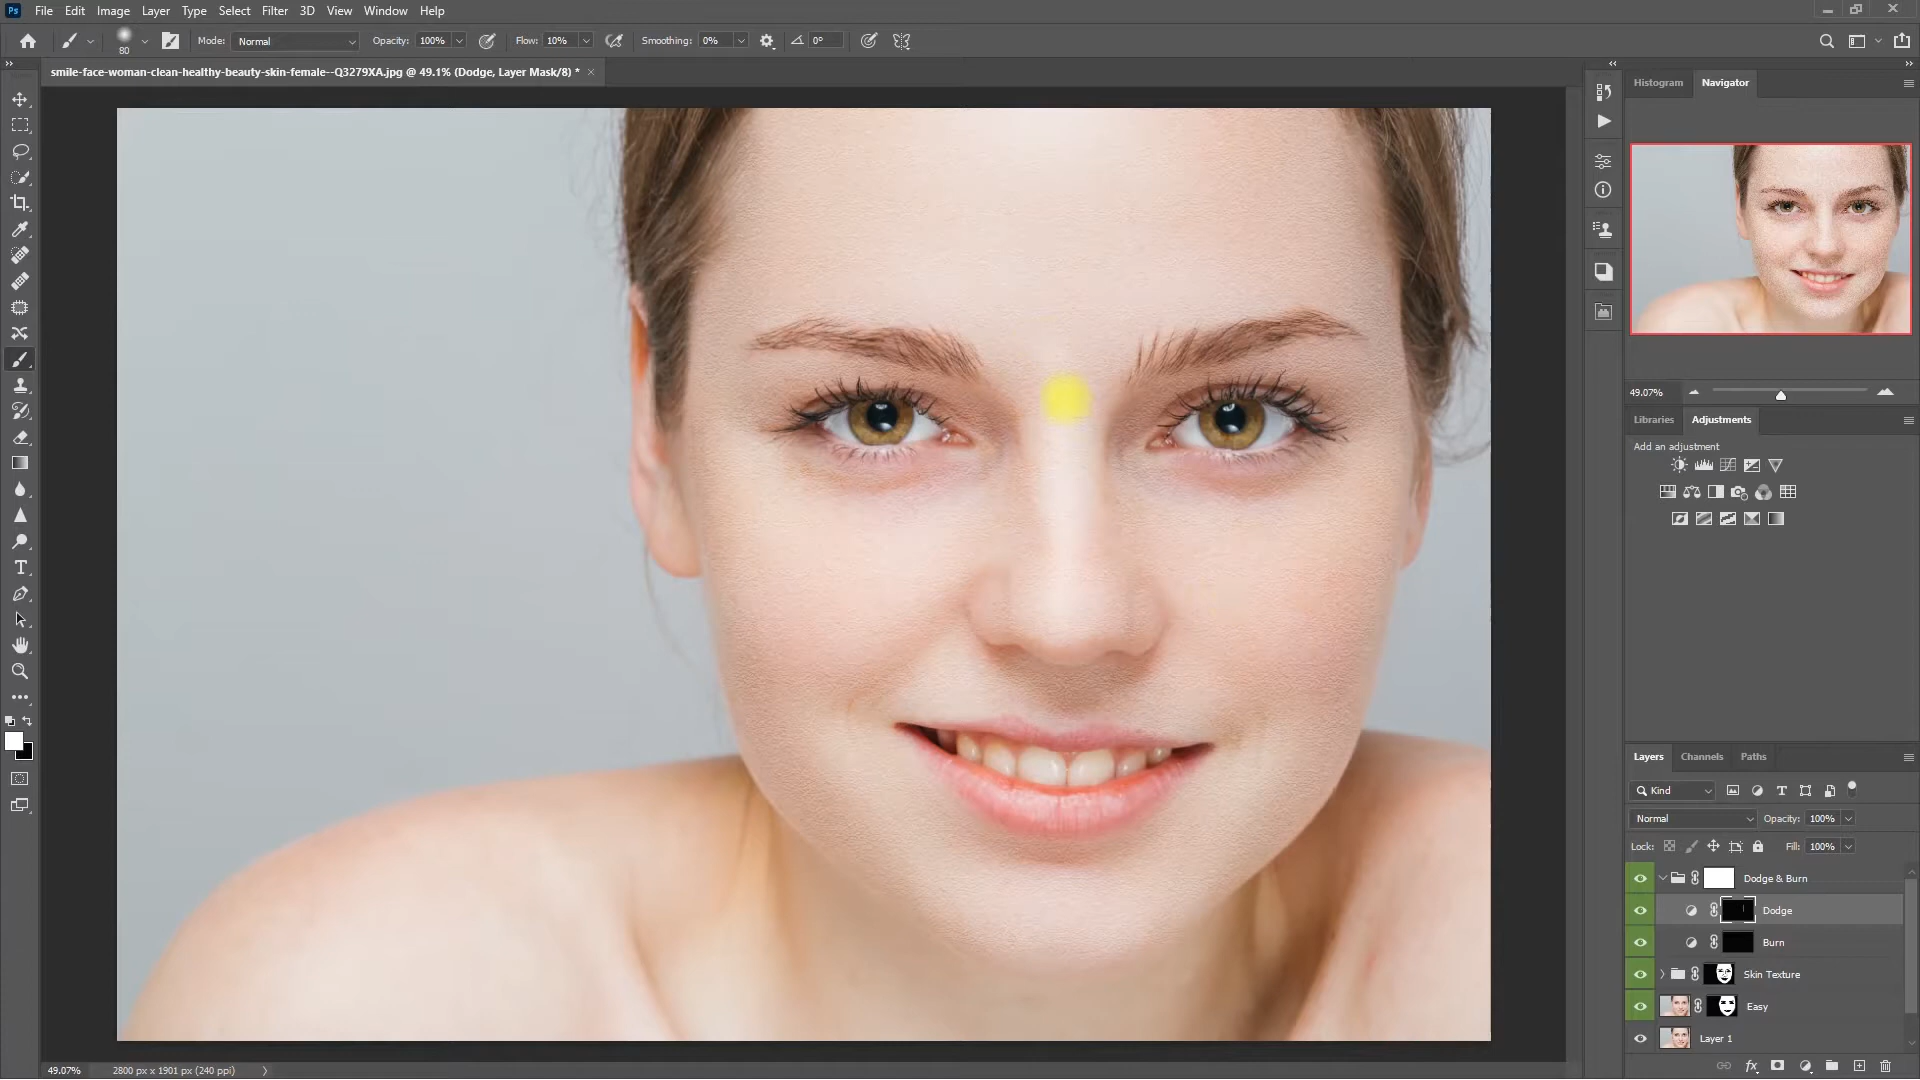 Ps File Edit Image Layer Type Select Filter 3D View Window Help
80 Mode: Normal Opacity: 100% Flow: 10% Smoothing: 0% 0°
smile-face-woman-clean-healthy-beauty-skin-female--Q3279XA.jpg @ 49.1% (Dodge, Layer Mask/8) *
Histogram Navigator
49.07%
Libraries Adjustments
Add an adjustment
Layers Channels Paths
Kind
Normal Opacity: 100%
Lock: Fill: 100%
Dodge & Burn
Dodge
Burn
Skin Texture
Easy
Layer 1
fx
49.07% 2800 px x 1901 px (240 ppi)